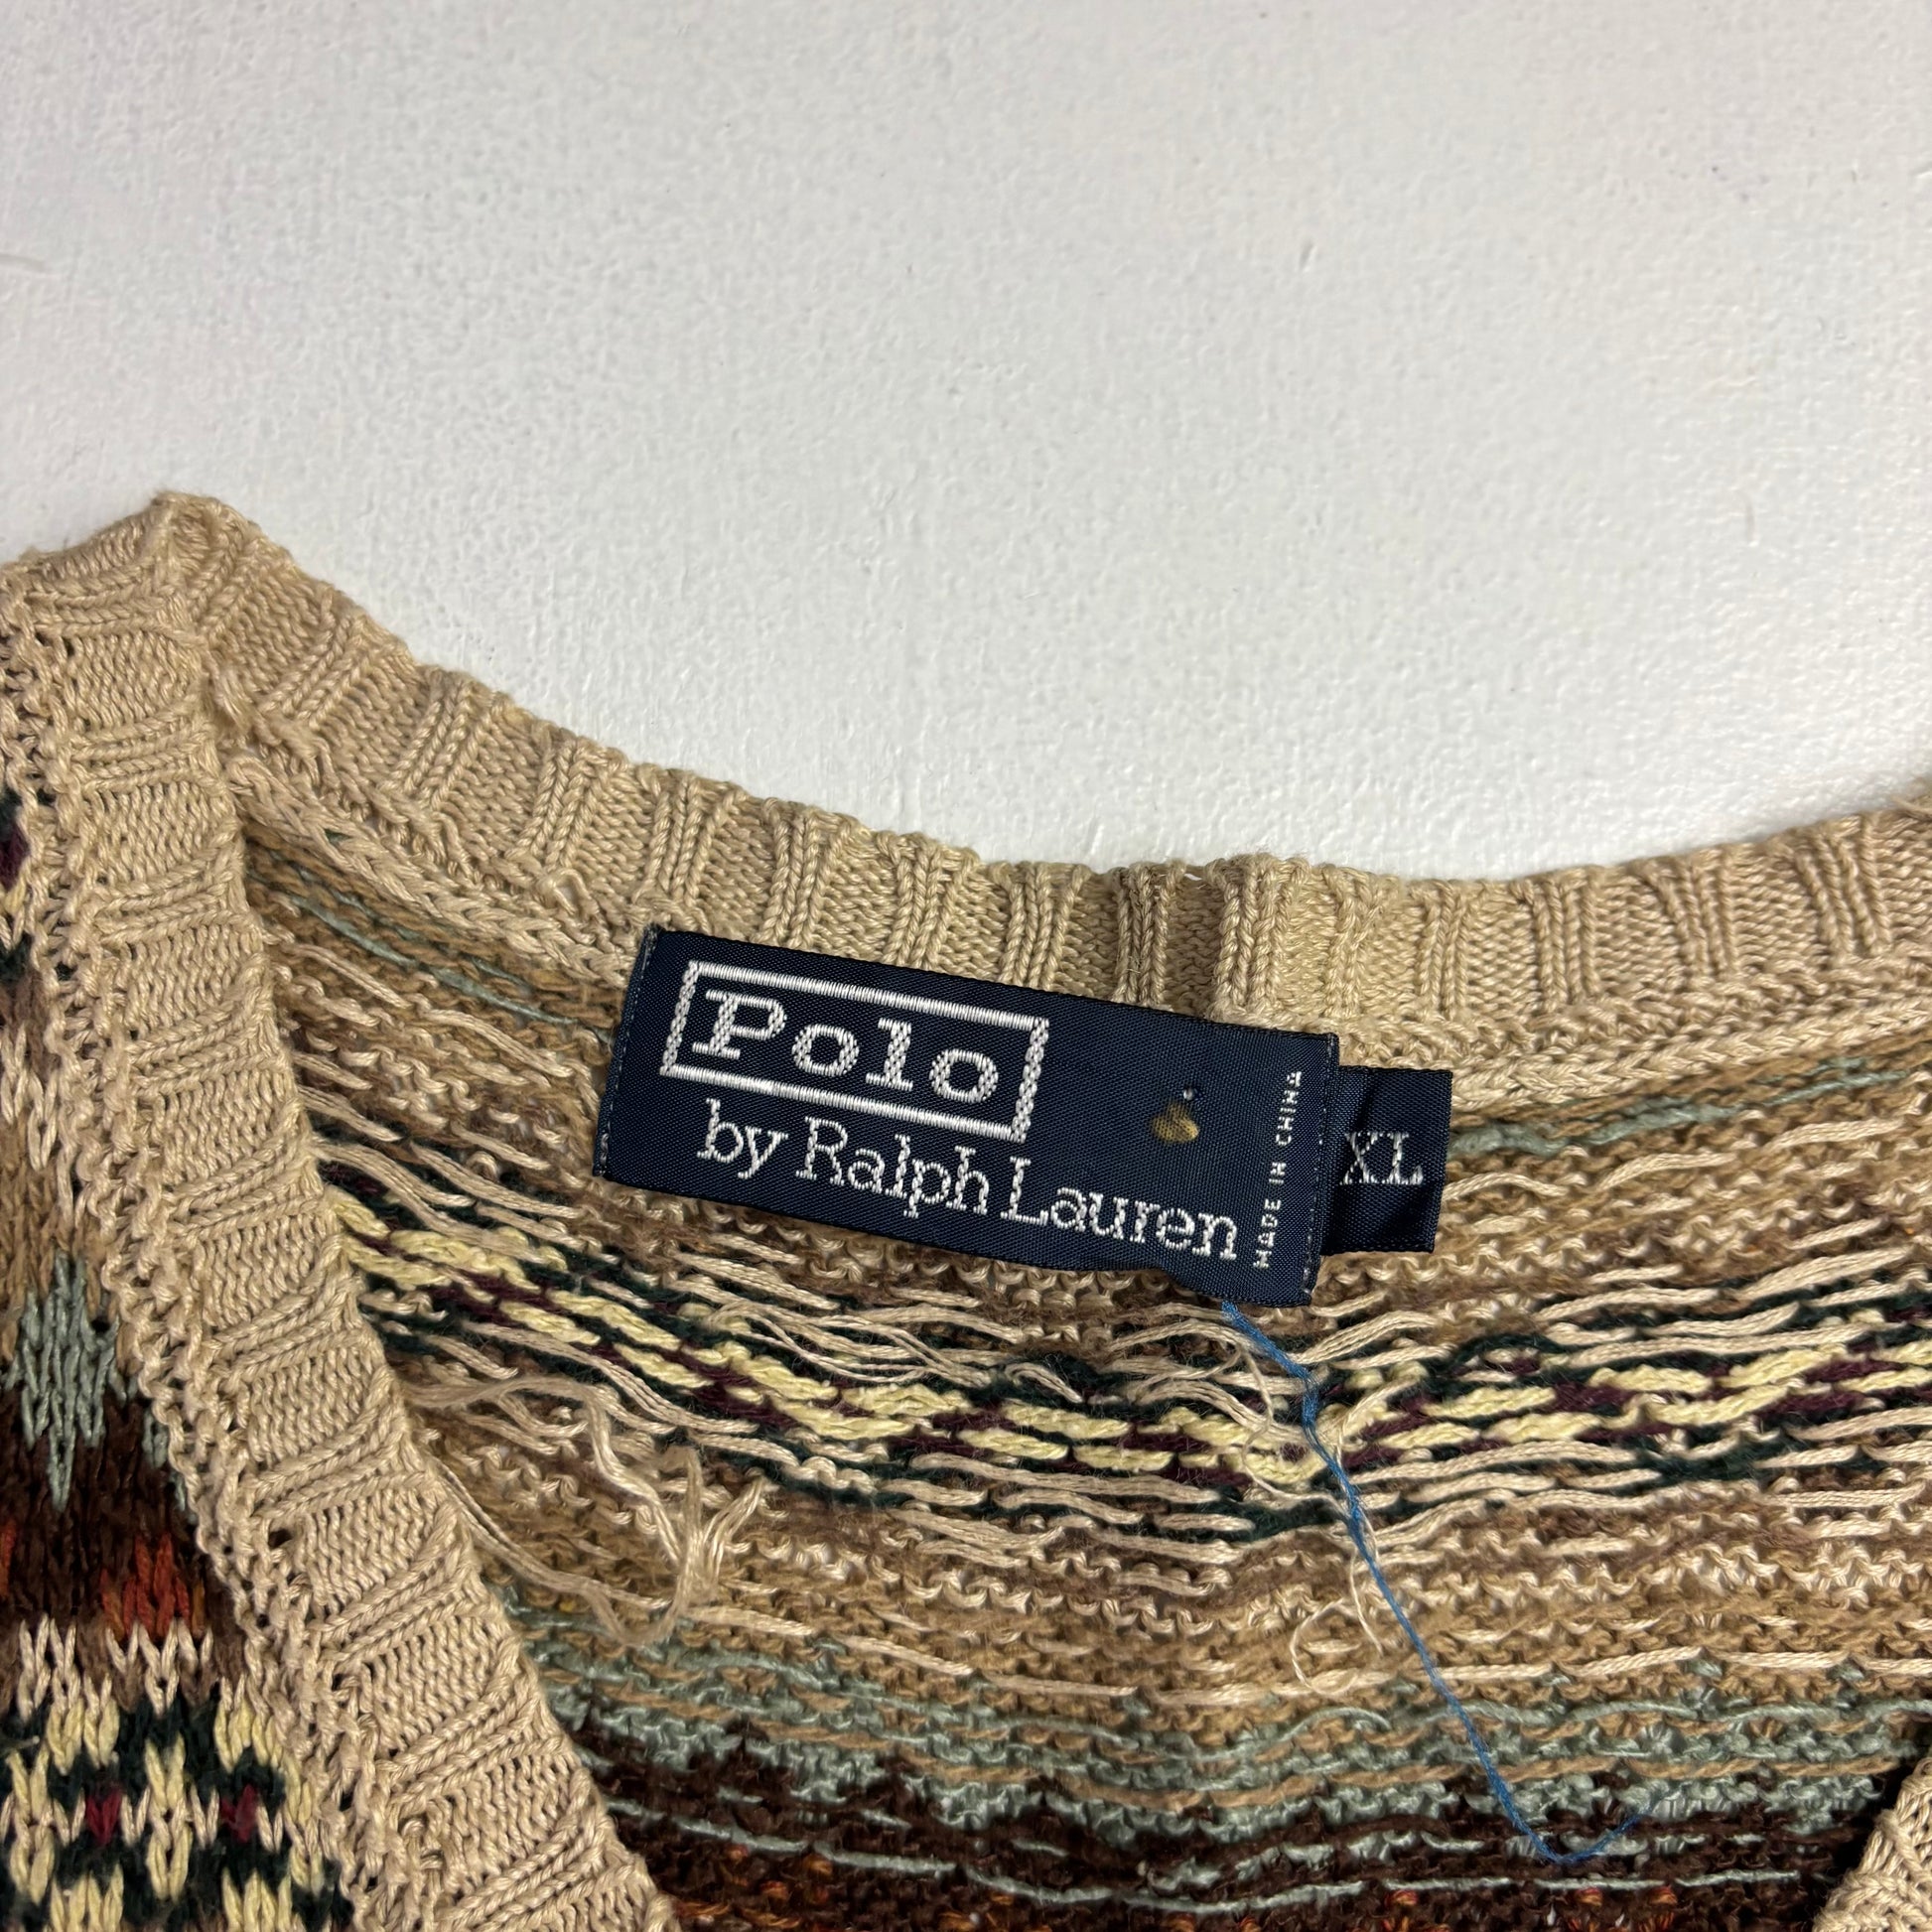 Polo
by Ralph Lauren
MADE IN CHINA
XL